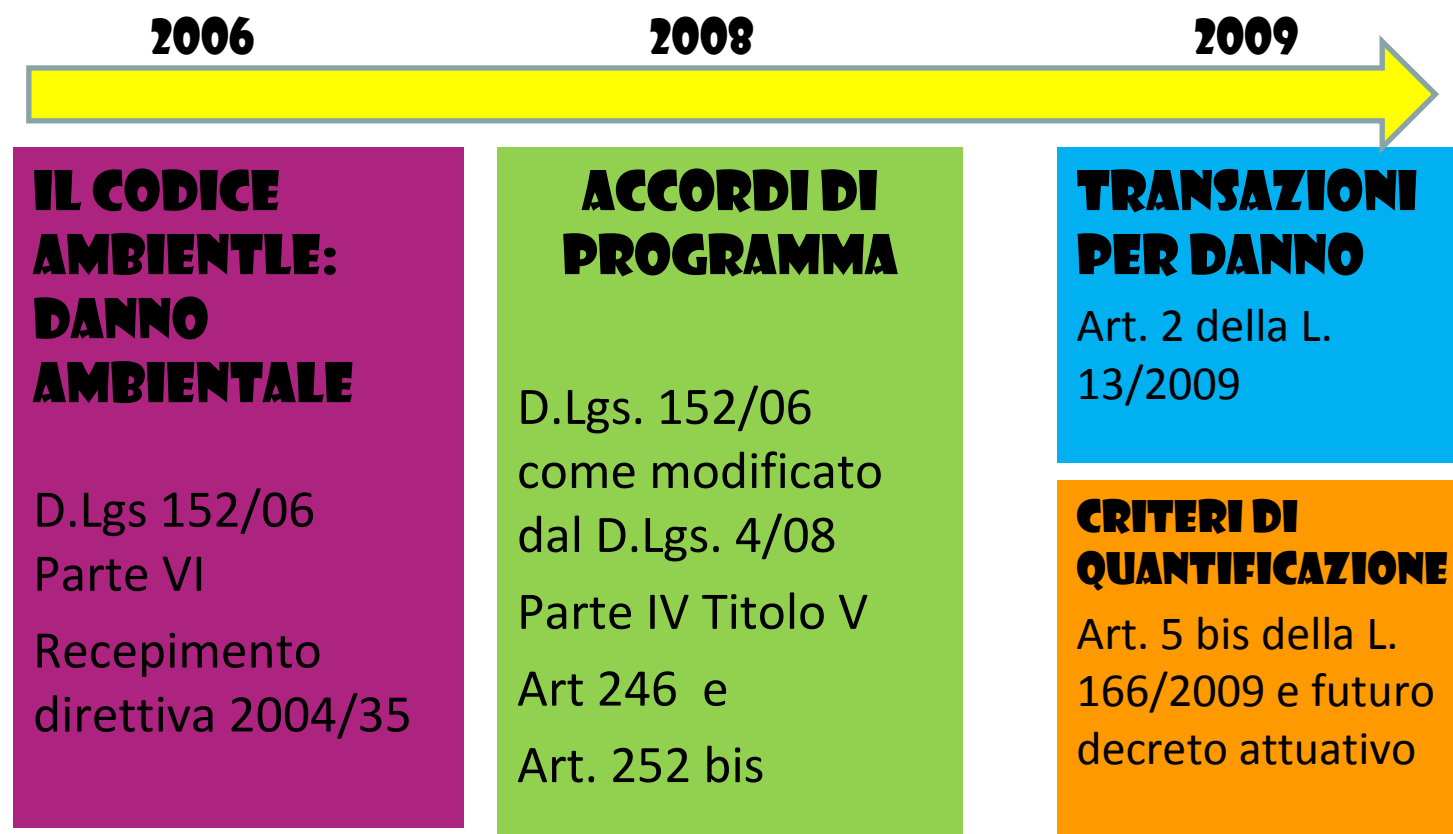 2006
2008
2009
IL CODICE
AMBIENTLE:
DANNO
AMBIENTALE
D.Lgs 152/06
Parte VI
Recepimento
direttiva 2004/35
ACCORDI DI
PROGRAMMA
D.Lgs. 152/06
come modificato
dal D.Lgs. 4/08
Parte IV Titolo V
Art 246 e
Art. 252 bis
TRANSAZIONI
PER DANNO
Art. 2 della L.
13/2009
CRITERI DI
QUANTIFICAZIONE
Art. 5 bis della L.
166/2009 e futuro
decreto attuativo